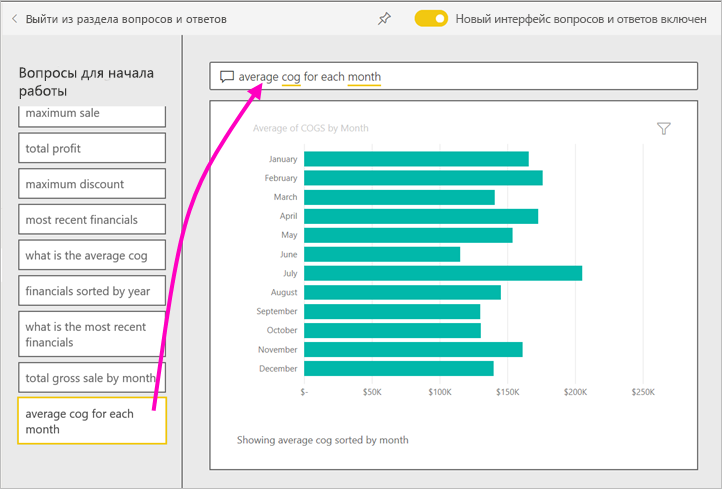 Выйти из раздела вопросов и ответов
Новый интерфейс вопросов и ответов включен
Вопросы для начала
работы
maximum sale
total profit
maximum discount
most recent financials
what is the average cog
financials sorted by year
what is the most recent
financials
total gross sale by month
average cog for each
month
average cog for each month
Average of COGS by Month
January
February
March
April
May
June
July
August
September
October
November
December
$- $50K $100K $150K $200K $250K
Showing average cog sorted by month